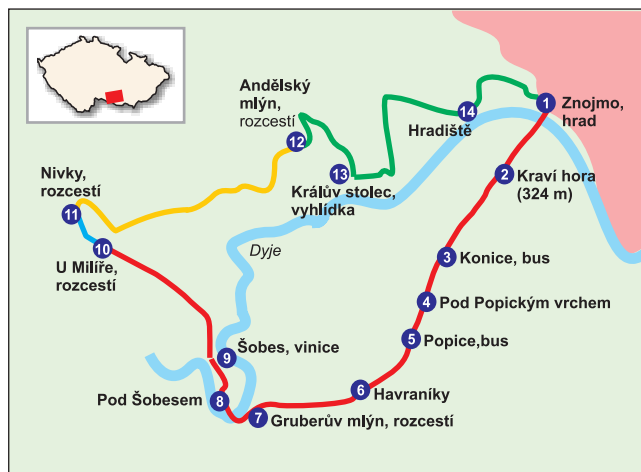 1
Znojmo,
hrad
2
Kraví hora
(324 m)
3
Konice, bus
4
Pod Popickým vrchem
5
Popice,bus
6
Havraníky
7
Gruberův mlýn, rozcestí
8
Pod Šobesem
9
Šobes, vinice
10
U Milíře,
rozcestí
11
Nivky,
rozcestí
12
Andělský
mlýn,
rozcestí
13
Králův stolec,
vyhlídka
14
Hradiště
Dyje